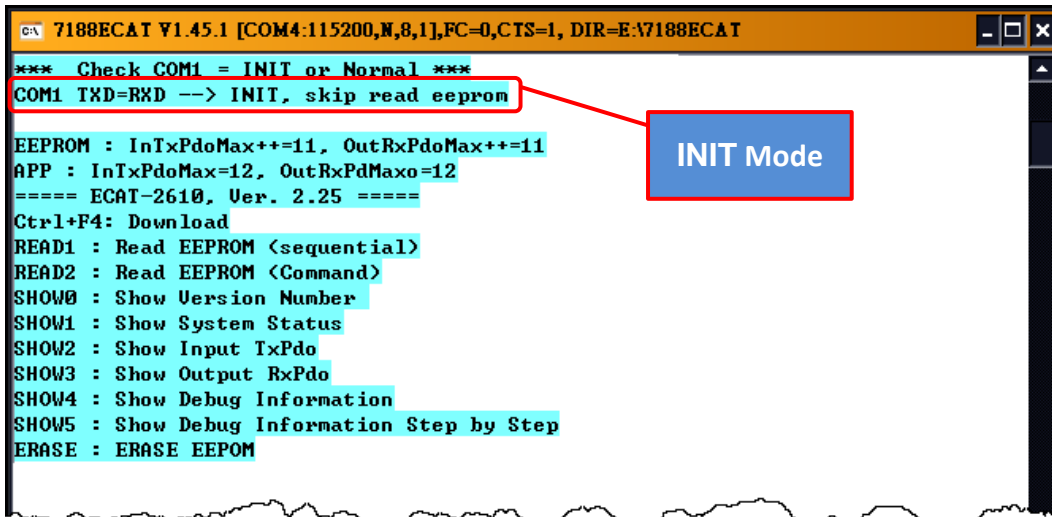 7188ECAT V1.45.1 [COM4:115200,N,8,1],FC=0,CTS=1, DIR=E:\7188ECAT
*** Check COM1 = INIT or Normal ***
COM1 TXD=RXD --> INIT, skip read eeprom
INIT Mode
EEPROM : InTxPdoMax++=11, OutRxPdoMax++=11
APP : InTxPdoMax=12, OutRxPdMaxo=12
===== ECAT-2610, Ver. 2.25 =====
Ctrl+F4: Download
READ1 : Read EEPROM (sequential)
READ2 : Read EEPROM (Command)
SHOW0 : Show Version Number
SHOW1 : Show System Status
SHOW2 : Show Input TxPdo
SHOW3 : Show Output RxPdo
SHOW4 : Show Debug Information
SHOW5 : Show Debug Information Step by Step
ERASE : ERASE EEPOM